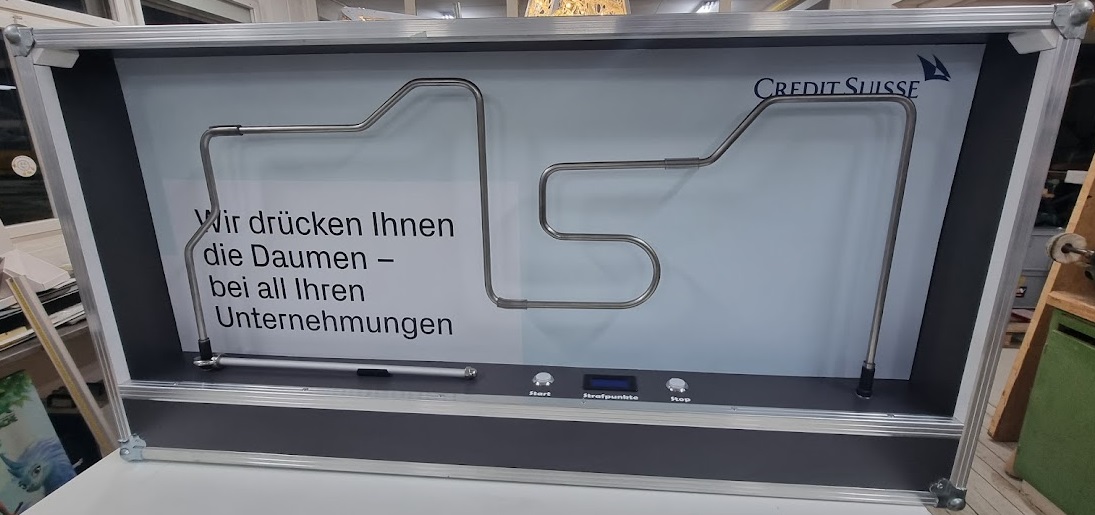 CREDIT SUISSE
Wir drücken Ihnen
die Daumen –
bei all Ihren
Unternehmungen
Start
Strafpunkte
Stop